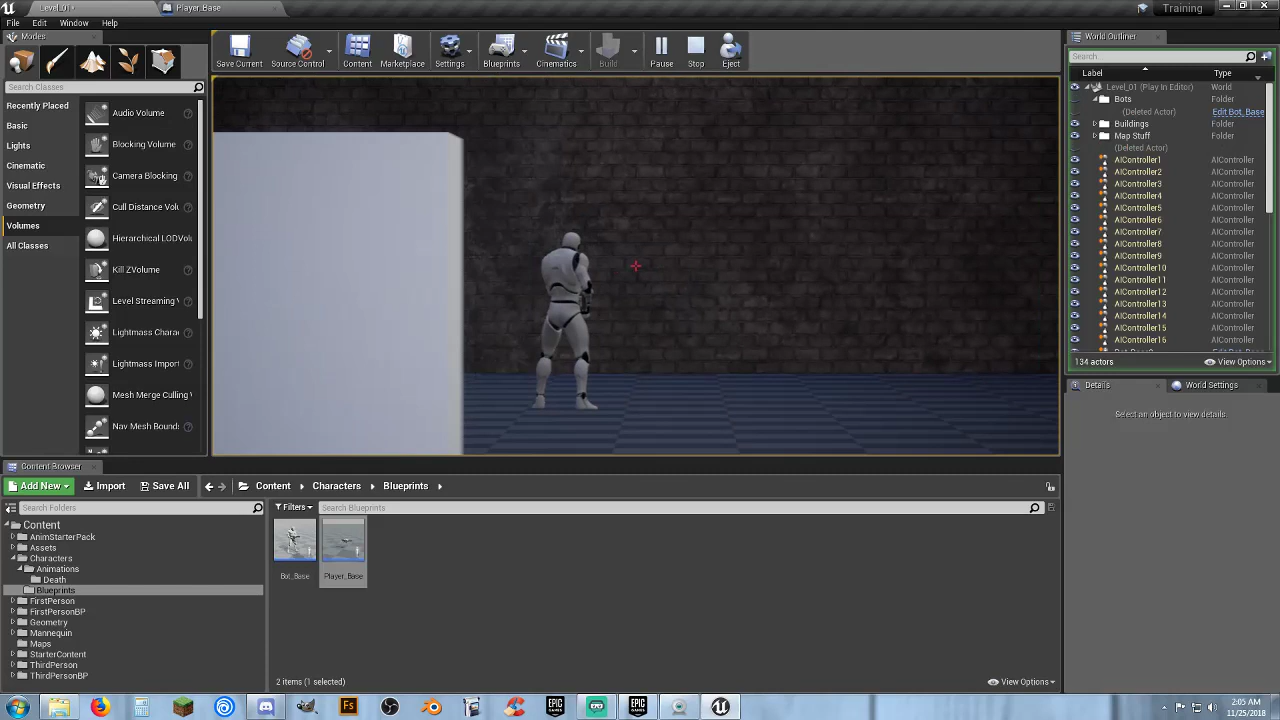 Level_01*
Player_Base
Training
File Edit Window Help
Modes
Search Classes
Recently Placed
Basic
Lights
Cinematic
Visual Effects
Geometry
Volumes
All Classes
Audio Volume
Blocking Volume
Camera Blocking
Cull Distance Volu
Hierarchical LODVolu
Kill ZVolume
Level Streaming V
Lightmass Charac
Lightmass Import
Mesh Merge Culling V
Nav Mesh Bounds
Save Current
Source Control
Content
Marketplace
Settings
Blueprints
Cinematics
Build
Pause
Stop
Eject
World Outliner
Search...
Label Type
Level_01 (Play In Editor) World
Bots Folder
(Deleted Actor) Edit Bot_Base
Buildings Folder
Map Stuff Folder
(Deleted Actor)
AIController1 AIController
AIController2 AIController
AIController3 AIController
AIController4 AIController
AIController5 AIController
AIController6 AIController
AIController7 AIController
AIController8 AIController
AIController9 AIController
AIController10 AIController
AIController11 AIController
AIController12 AIController
AIController13 AIController
AIController14 AIController
AIController15 AIController
AIController16 AIController
134 actors
View Options
Details
World Settings
Select an object to view details.
Content Browser
Add New
Import
Save All
Content
Characters
Blueprints
Search Folders
Filters
Search Blueprints
Content
AnimStarterPack
Assets
Characters
Animations
Death
Blueprints
FirstPerson
FirstPersonBP
Geometry
Mannequin
Maps
StarterContent
ThirdPerson
ThirdPersonBP
Bot_Base
Player_Base
2 items (1 selected)
View Options
Fs
EPIC GAMES
EPIC GAMES
2:05 AM
11/25/2018